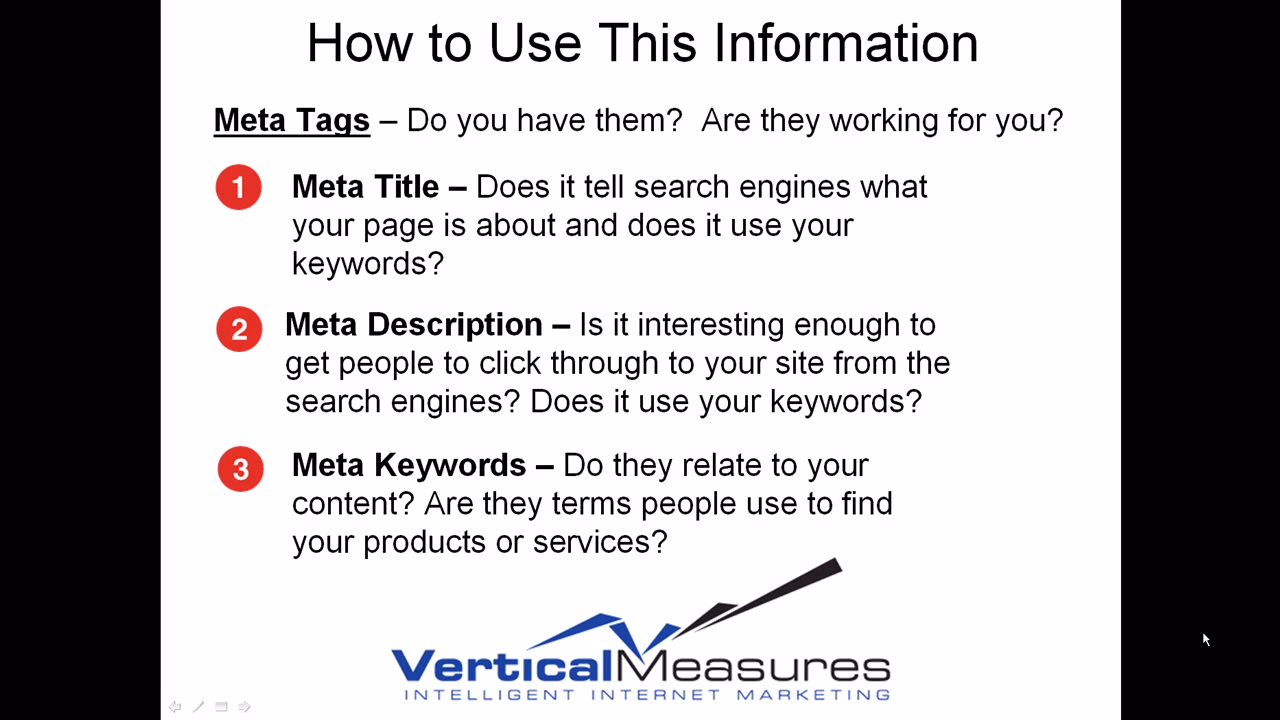 How to Use This Information
Meta Tags – Do you have them?  Are they working for you?
1 Meta Title – Does it tell search engines what
your page is about and does it use your
keywords?
2 Meta Description – Is it interesting enough to
get people to click through to your site from the
search engines? Does it use your keywords?
3 Meta Keywords – Do they relate to your
content? Are they terms people use to find
your products or services?
VerticalMeasures
INTELLIGENT INTERNET MARKETING